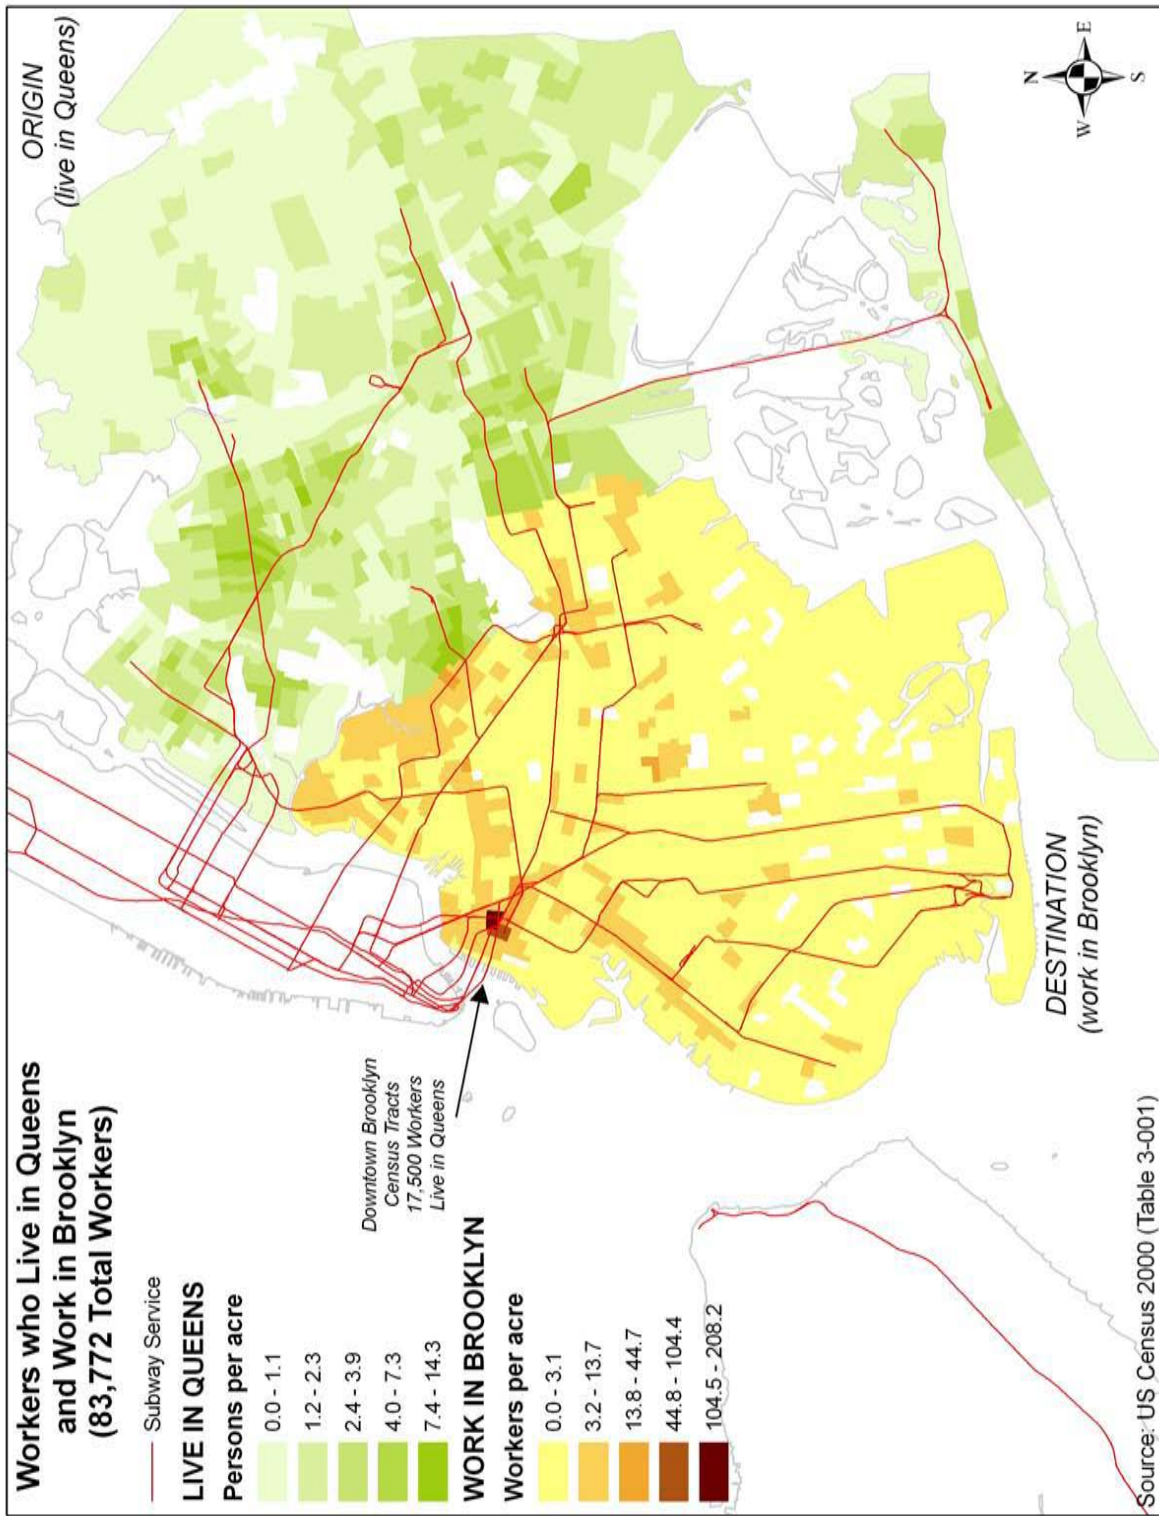 Workers who Live in Queens
and Work in Brooklyn
(83,772 Total Workers)
Subway Service
LIVE IN QUEENS
Persons per acre
0.0 - 1.1
1.2 - 2.3
2.4 - 3.9
4.0 - 7.3
7.4 - 14.3
WORK IN BROOKLYN
Workers per acre
0.0 - 3.1
3.2 - 13.7
13.8 - 44.7
44.8 - 104.4
104.5 - 208.2
Downtown Brooklyn
Census Tracts
17,500 Workers
Live in Queens
ORIGIN
(live in Queens)
DESTINATION
(work in Brooklyn)
N
W
E
S
Source: US Census 2000 (Table 3-001)